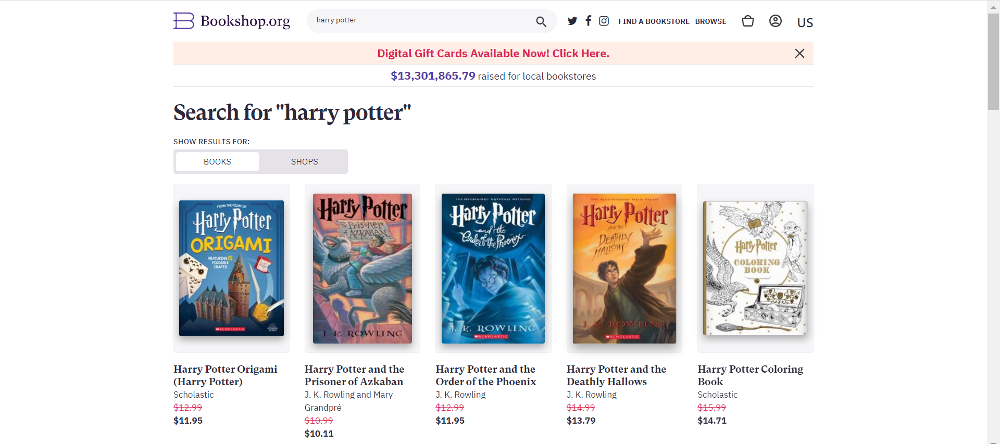 Bookshop.org
harry potter
FIND A BOOKSTORE
BROWSE
US
Digital Gift Cards Available Now! Click Here.
$13,301,865.79 raised for local bookstores
Search for "harry potter"
SHOW RESULTS FOR:
BOOKS
SHOPS
FROM THE FILMS OF
Harry Potter
ORIGAMI
FEATURING 15
FOLDABLE
CRAFTS!
SCHOLASTIC
Harry Potter Origami
(Harry Potter)
Scholastic
$12.99
$11.95
Harry Potter
The Prisoner
of AZKABAN
J. K. ROWLING
Harry Potter and the
Prisoner of Azkaban
J. K. Rowling and Mary
Grandpré
$10.99
$10.11
Harry Potter
and the
Order of the Phoenix
J. K. ROWLING
SCHOLASTIC
Harry Potter and the
Order of the Phoenix
J. K. Rowling
$12.99
$11.95
THE BREATHTAKING SERIES FINALE
Harry Potter
AND THE
DEATHLY
HALLOWS
J. K. ROWLING
SCHOLASTIC
Harry Potter and the
Deathly Hallows
J. K. Rowling
$14.99
$13.79
Harry Potter
COLORING
BOOK
Harry Potter Coloring
Book
Scholastic
$15.99
$14.71